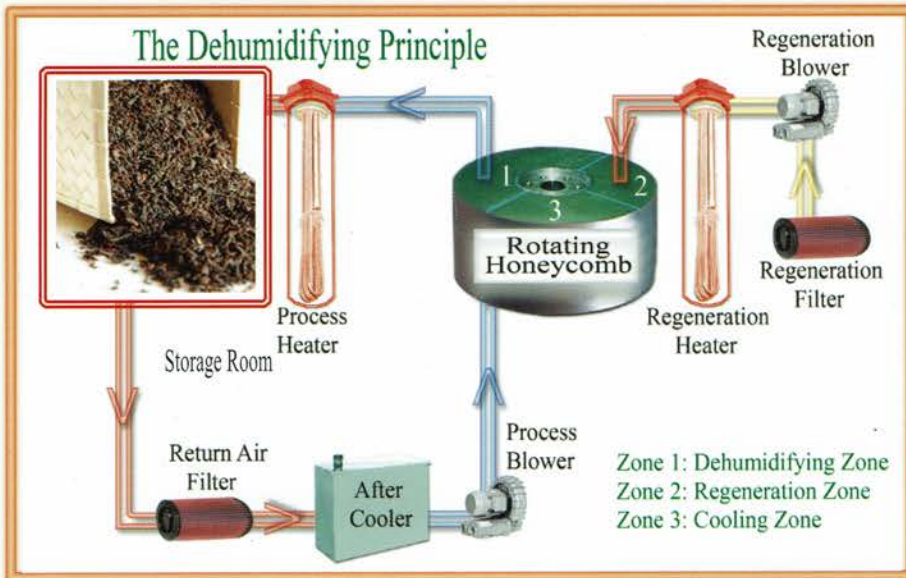 The Dehumidifying Principle
Regeneration
Blower
1
2
3
Rotating
Honeycomb
Process
Heater
Regeneration
Heater
Regeneration
Filter
Storage Room
Return Air
Filter
After
Cooler
Process
Blower
Zone 1: Dehumidifying Zone
Zone 2: Regeneration Zone
Zone 3: Cooling Zone